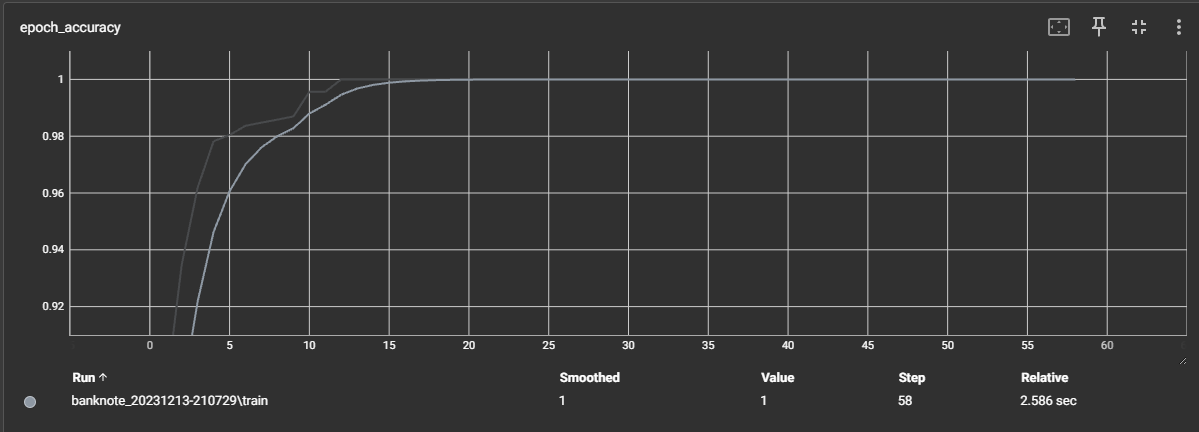 epoch_accuracy
1
0.98
0.96
0.94
0.92
0 5 10 15 20 25 30 35 40 45 50 55 60
Run ↑ Smoothed Value Step Relative
banknote_20231213-210729\train 1 1 58 2.586 sec